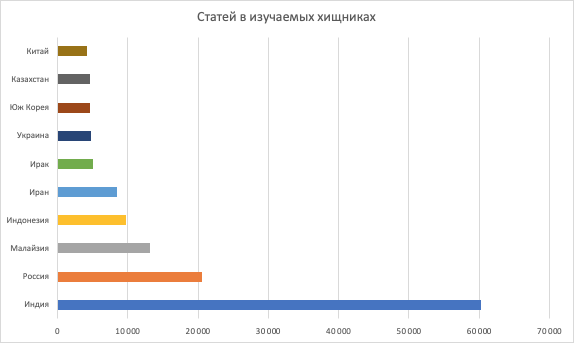 Статей в изучаемых хищниках
Китай
Казахстан
Юж Корея
Украина
Ирак
Иран
Индонезия
Малайзия
Россия
Индия
0 10 000 20 000 30 000 40 000 50 000 60 000 70 000